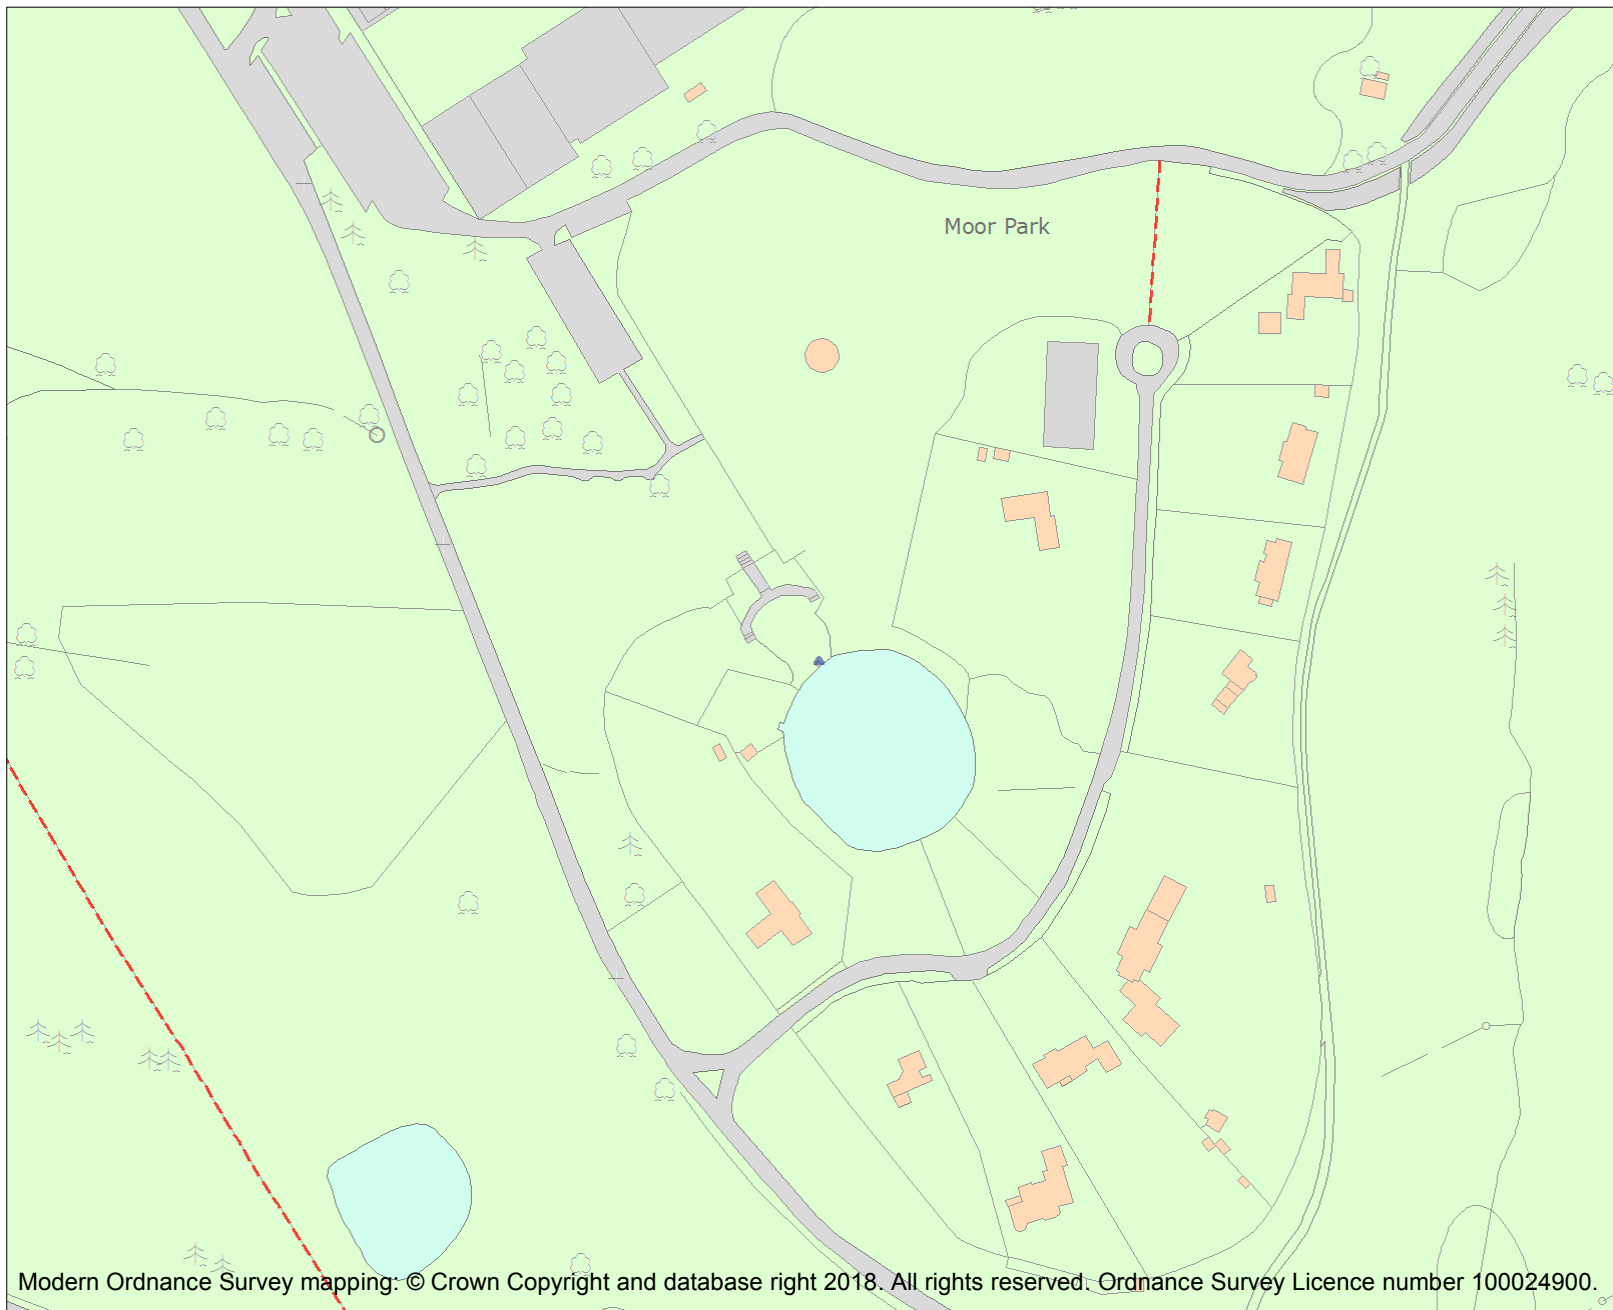 Moor Park
Modern Ordnance Survey mapping: © Crown Copyright and database right 2018. All rights reserved. Ordnance Survey Licence number 100024900.